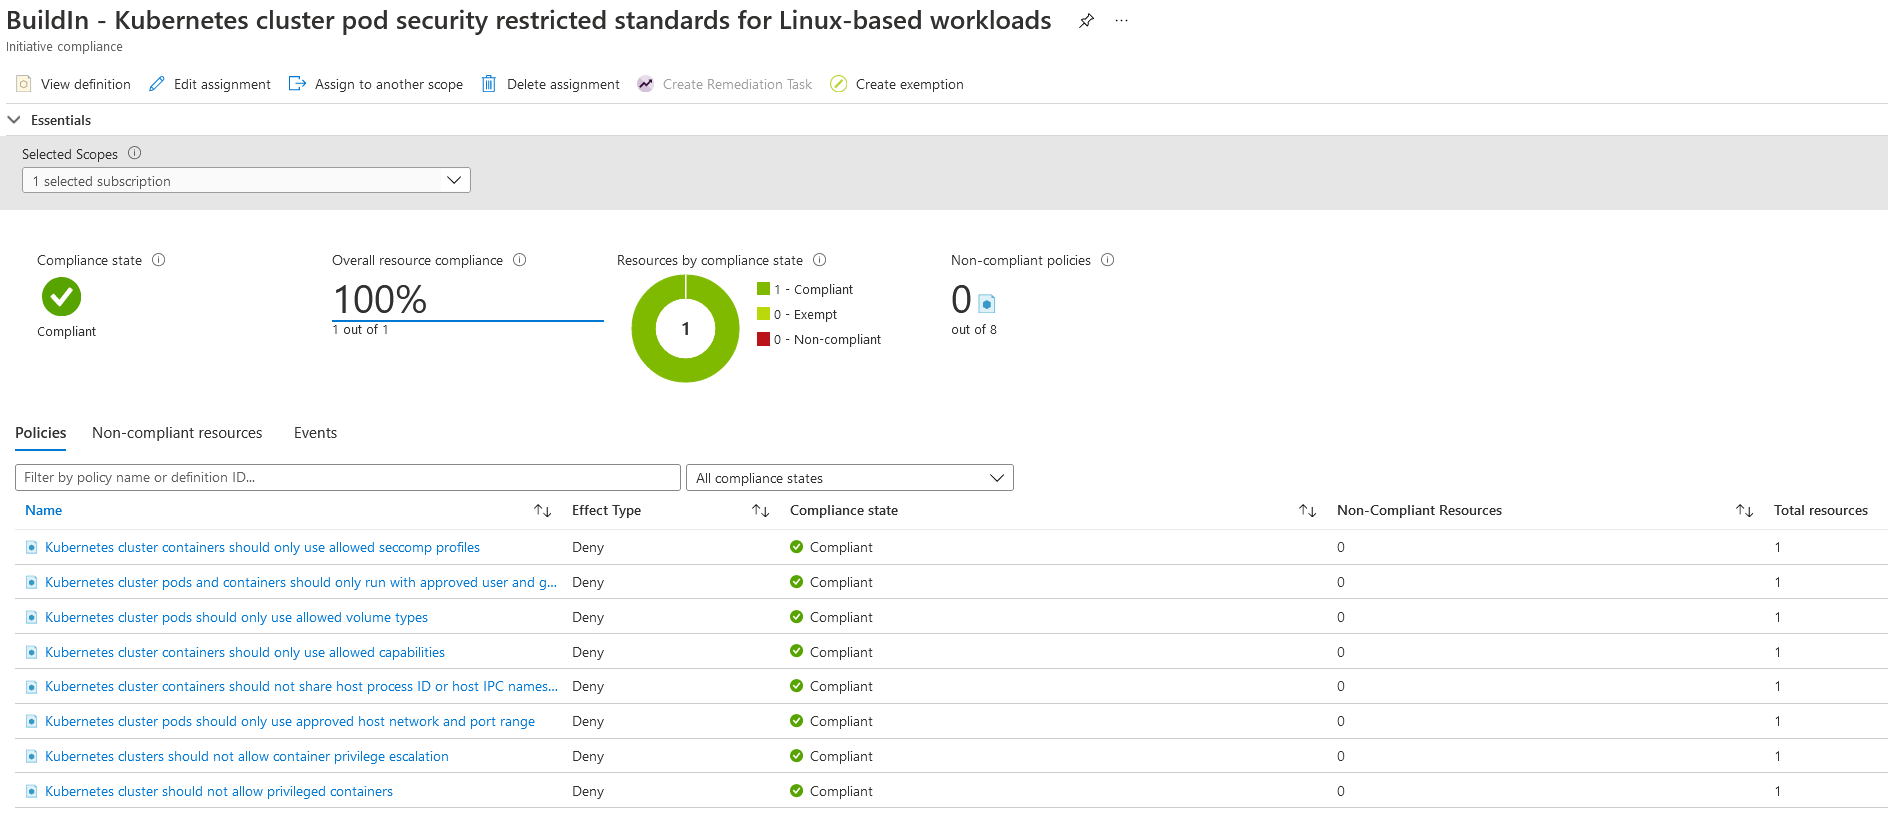 BuildIn - Kubernetes cluster pod security restricted standards for Linux-based workloads
Initiative compliance
View definition Edit assignment Assign to another scope Delete assignment Create Remediation Task Create exemption
Essentials
Selected Scopes
1 selected subscription
Compliance state Overall resource compliance Resources by compliance state Non-compliant policies
Compliant
100%
1 out of 1
1
1 - Compliant
0 - Exempt
0 - Non-compliant
0
out of 8
Policies Non-compliant resources Events
Filter by policy name or definition ID... All compliance states
Name Effect Type Compliance state Non-Compliant Resources Total resources
Kubernetes cluster containers should only use allowed seccomp profiles Deny Compliant 0 1
Kubernetes cluster pods and containers should only run with approved user and g... Deny Compliant 0 1
Kubernetes cluster pods should only use allowed volume types Deny Compliant 0 1
Kubernetes cluster containers should only use allowed capabilities Deny Compliant 0 1
Kubernetes cluster containers should not share host process ID or host IPC names... Deny Compliant 0 1
Kubernetes cluster pods should only use approved host network and port range Deny Compliant 0 1
Kubernetes clusters should not allow container privilege escalation Deny Compliant 0 1
Kubernetes cluster should not allow privileged containers Deny Compliant 0 1